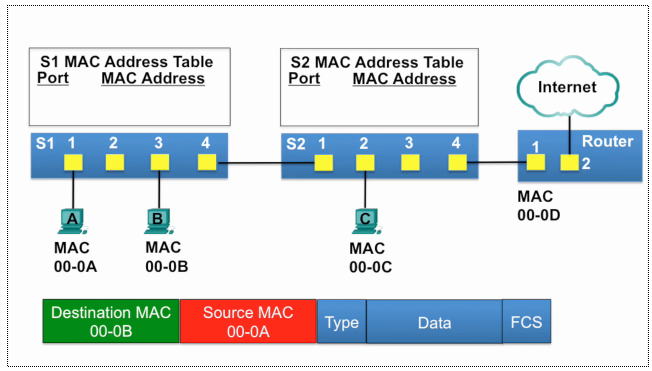 S1 MAC Address Table
Port MAC Address
S2 MAC Address Table
Port MAC Address
Internet
S1 1 2 3 4
S2 1 2 3 4
1 Router
2
A
B
C
MAC
00-0A
MAC
00-0B
MAC
00-0C
MAC
00-0D
Destination MAC
00-0B
Source MAC
00-0A
Type
Data
FCS